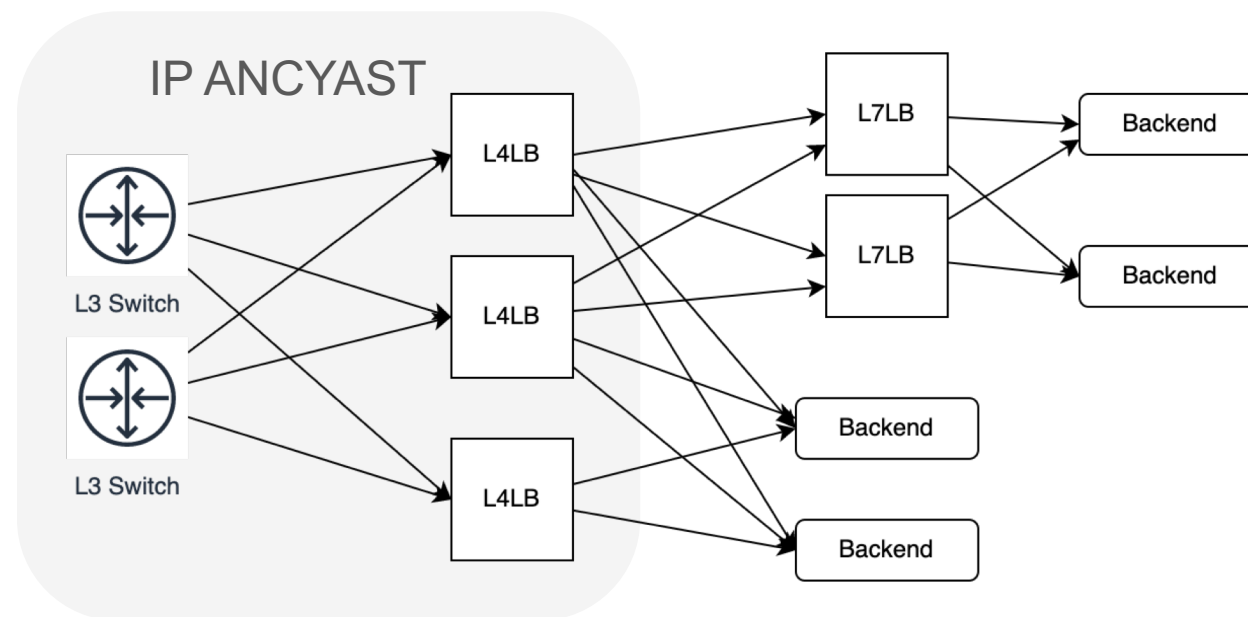 IP ANCYAST
L3 Switch
L3 Switch
L4LB
L4LB
L4LB
L7LB
L7LB
Backend
Backend
Backend
Backend